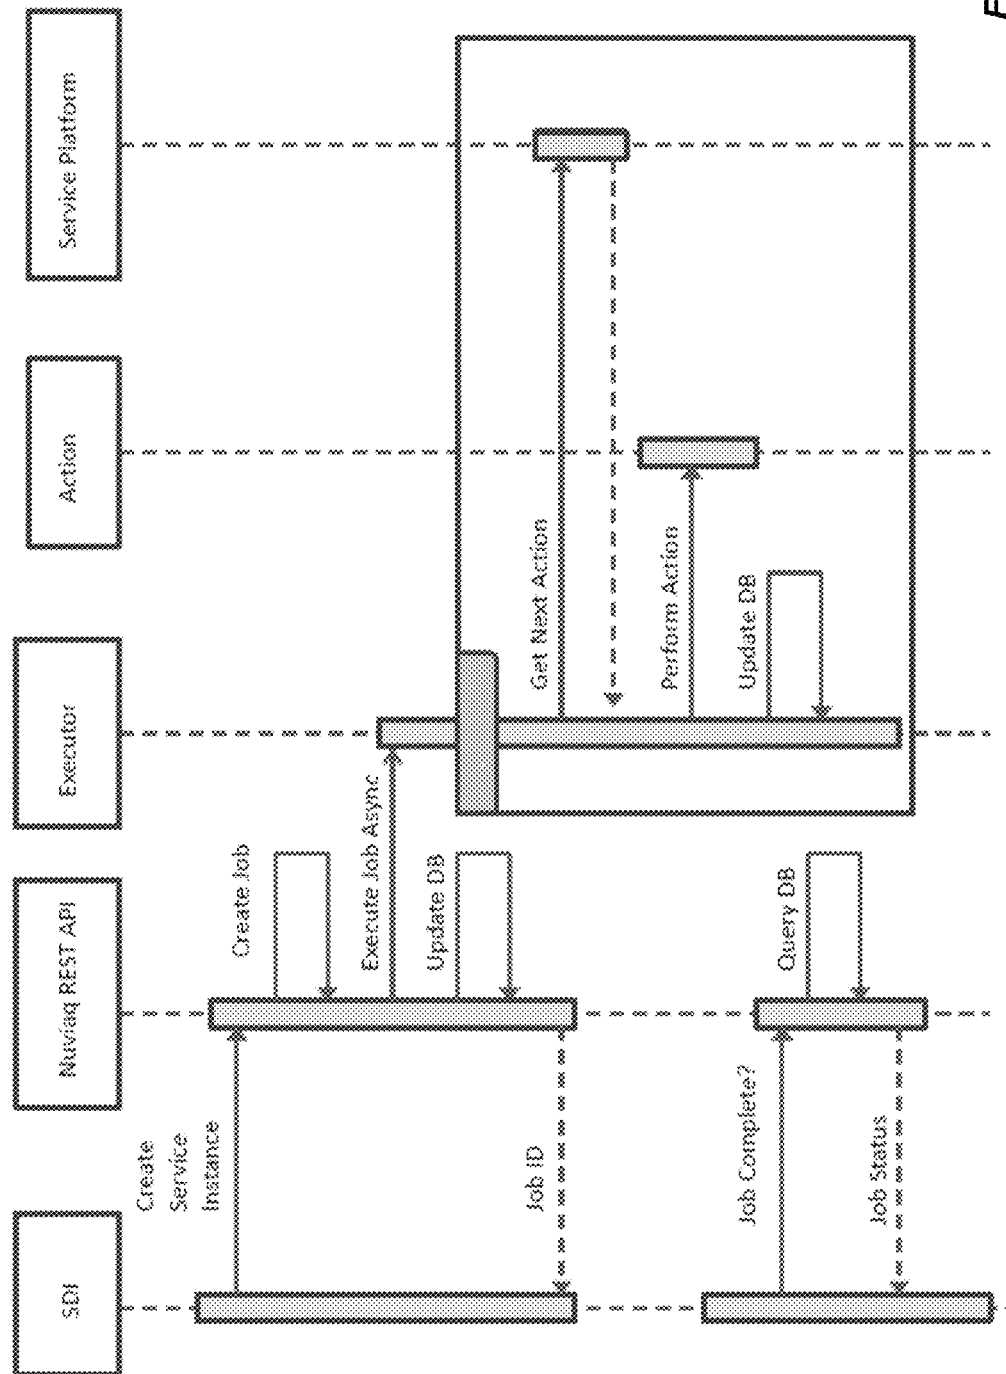 SDI
Nuviaq REST API
Executor
Action
Service Platform
Create
Service
Instance
Create Job
Execute Job Async
Update DB
Get Next Action
Job ID
Perform Action
Update DB
Job Complete?
Query DB
Job Status